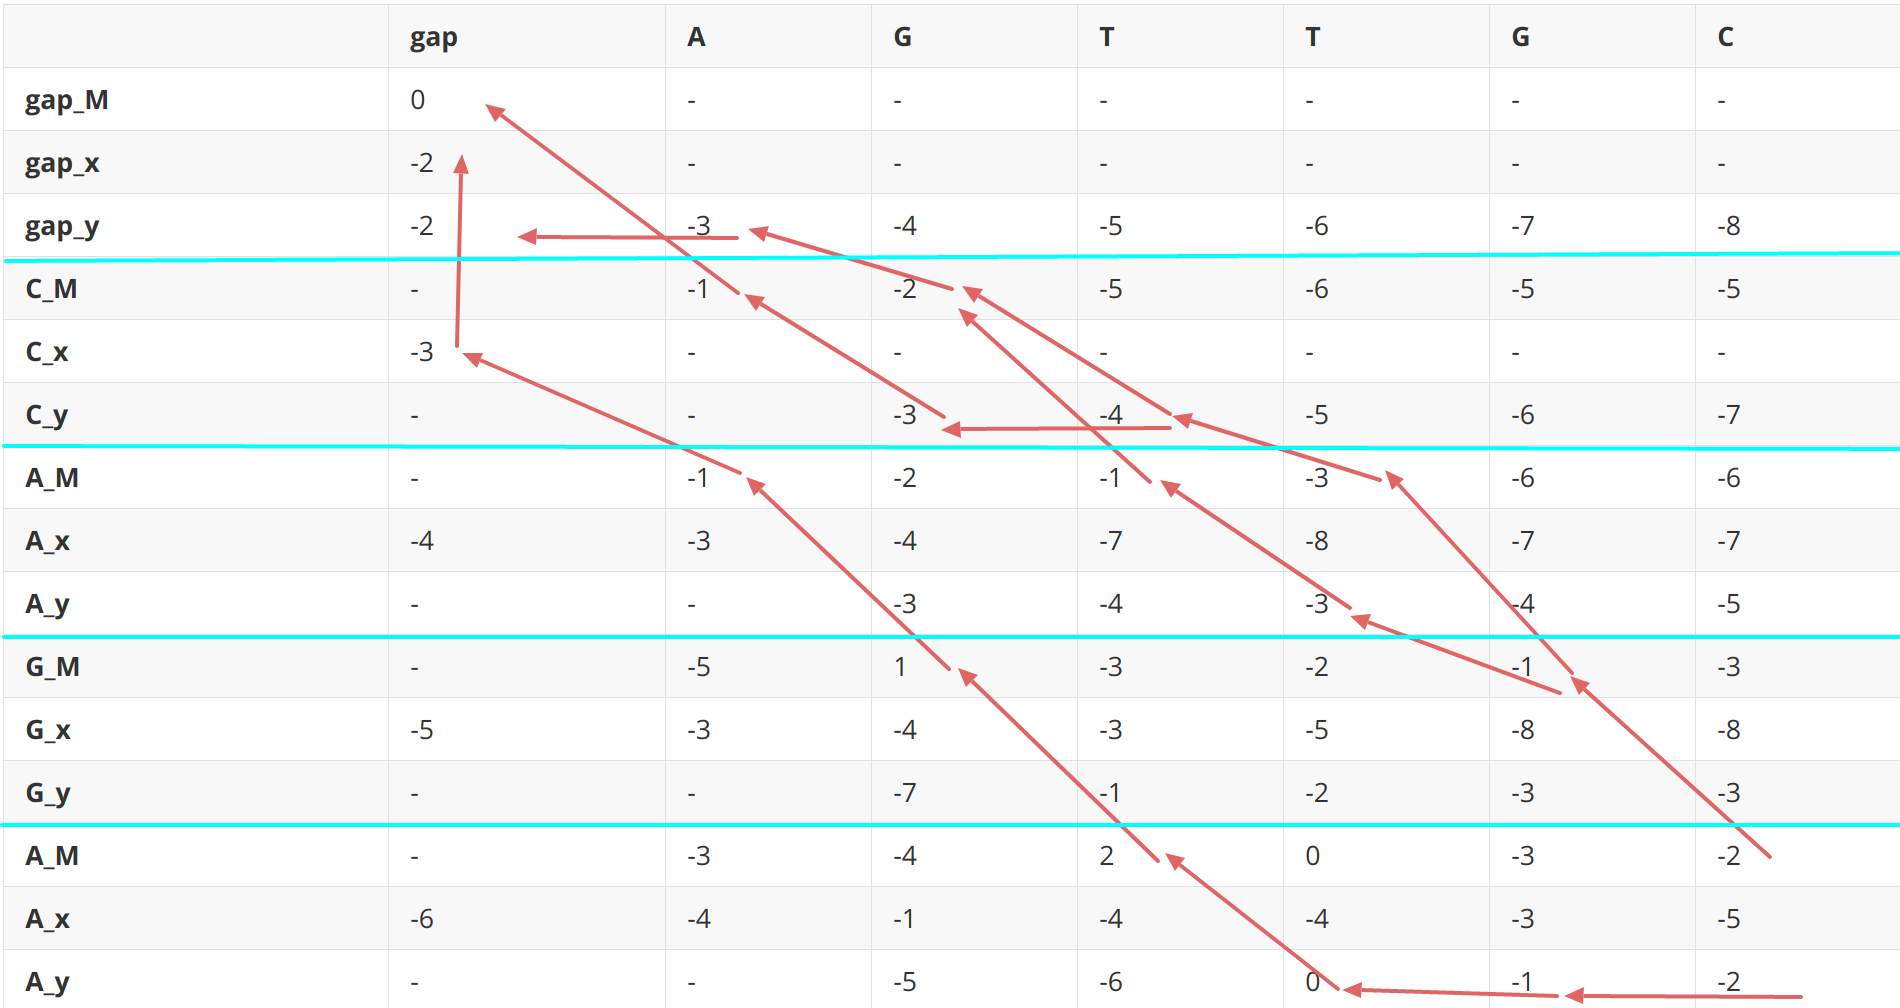 gap A G T T G C
gap_M 0 - - - - - -
gap_x -2 - - - - - -
gap_y -2 -3 -4 -5 -6 -7 -8
C_M - -1 -2 -5 -6 -5 -5
C_x -3 - - - - - -
C_y - - -3 -4 -5 -6 -7
A_M - -1 -2 -1 -3 -6 -6
A_x -4 -3 -4 -7 -8 -7 -7
A_y - - -3 -4 -3 -4 -5
G_M - -5 1 -3 -2 -1 -3
G_x -5 -3 -4 -3 -5 -8 -8
G_y - - -7 -1 -2 -3 -3
A_M - -3 -4 2 0 -3 -2
A_x -6 -4 -1 -4 -4 -3 -5
A_y - - -5 -6 0 -1 -2